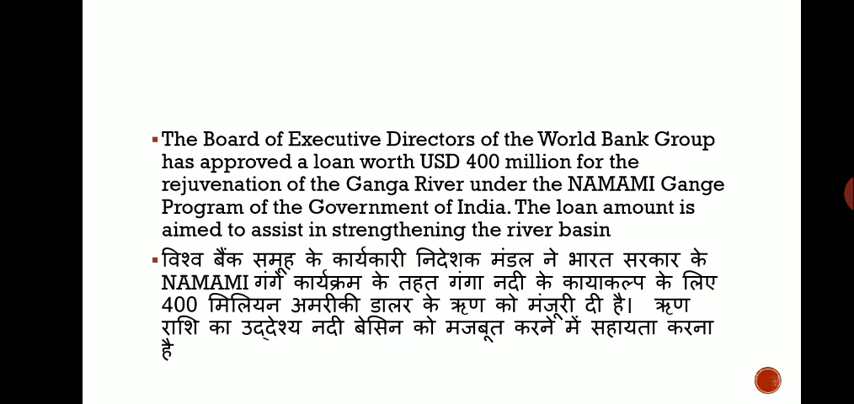 ▪The Board of Executive Directors of the World Bank Group
has approved a loan worth USD 400 million for the
rejuvenation of the Ganga River under the NAMAMI Gange
Program of the Government of India. The loan amount is
aimed to assist in strengthening the river basin
▪विश्व बैंक समूह के कार्यकारी निदेशक मंडल ने भारत सरकार के
NAMAMI गंगे कार्यक्रम के तहत गंगा नदी के कायाकल्प के लिए
400 मिलियन अमरीकी डालर के ऋण को मंजूरी दी है। ऋण
राशि का उद्देश्य नदी बेसिन को मजबूत करने में सहायता करना
है